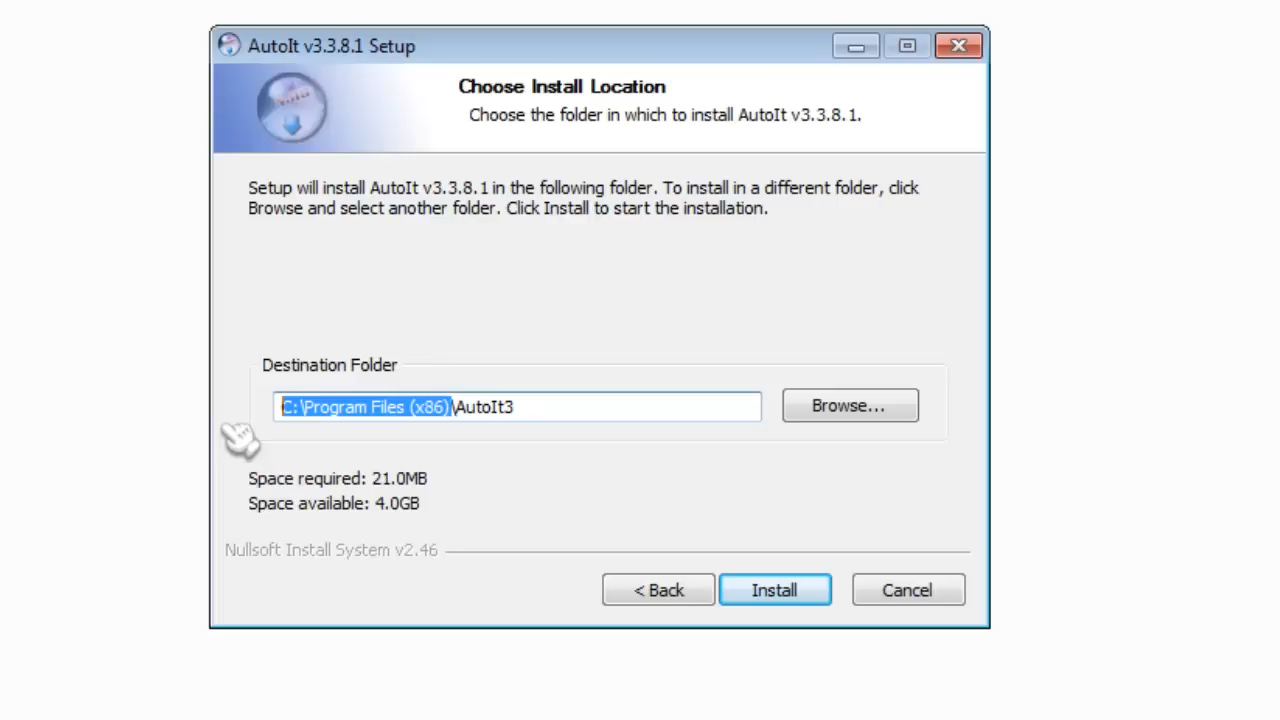 AutoIt v3.3.8.1 Setup
Choose Install Location
Choose the folder in which to install AutoIt v3.3.8.1.
Setup will install AutoIt v3.3.8.1 in the following folder. To install in a different folder, click
Browse and select another folder. Click Install to start the installation.
Destination Folder
C:\Program Files (x86)\AutoIt3
Browse...
Space required: 21.0MB
Space available: 4.0GB
Nullsoft Install System v2.46
< Back
Install
Cancel